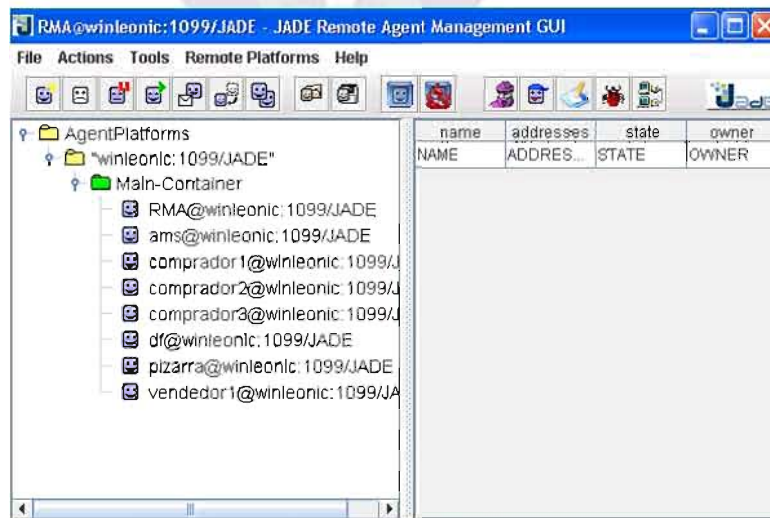 RMA@winleonic:1099/JADE - JADE Remote Agent Management GUI
File Actions Tools Remote Platforms Help
Jade
AgentPlatforms
"winleonic:1099/JADE"
Main-Container
RMA@winleonic:1099/JADE
ams@winleonic:1099/JADE
comprador1@winleonic:1099/J
comprador2@winleonic:1099/J
comprador3@winleonic:1099/J
df@winleonic:1099/JADE
pizarra@winleonic:1099/JADE
vendedor1@winleonic:1099/JA
name addresses state owner
NAME ADDRES... STATE OWNER